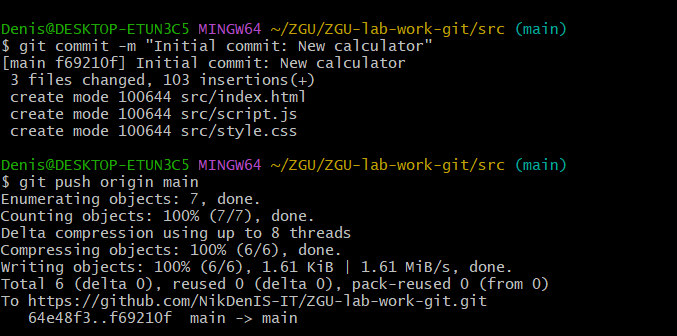 Denis@DESKTOP-ETUN3C5 MINGW64 ~/ZGU/ZGU-lab-work-git/src (main)
$ git commit -m "Initial commit: New calculator"
[main f69210f] Initial commit: New calculator
 3 files changed, 103 insertions(+)
 create mode 100644 src/index.html
 create mode 100644 src/script.js
 create mode 100644 src/style.css
Denis@DESKTOP-ETUN3C5 MINGW64 ~/ZGU/ZGU-lab-work-git/src (main)
$ git push origin main
Enumerating objects: 7, done.
Counting objects: 100% (7/7), done.
Delta compression using up to 8 threads
Compressing objects: 100% (6/6), done.
Writing objects: 100% (6/6), 1.61 KiB | 1.61 MiB/s, done.
Total 6 (delta 0), reused 0 (delta 0), pack-reused 0 (from 0)
To https://github.com/NikDenIS-IT/ZGU-lab-work-git.git
   64e48f3..f69210f  main -> main